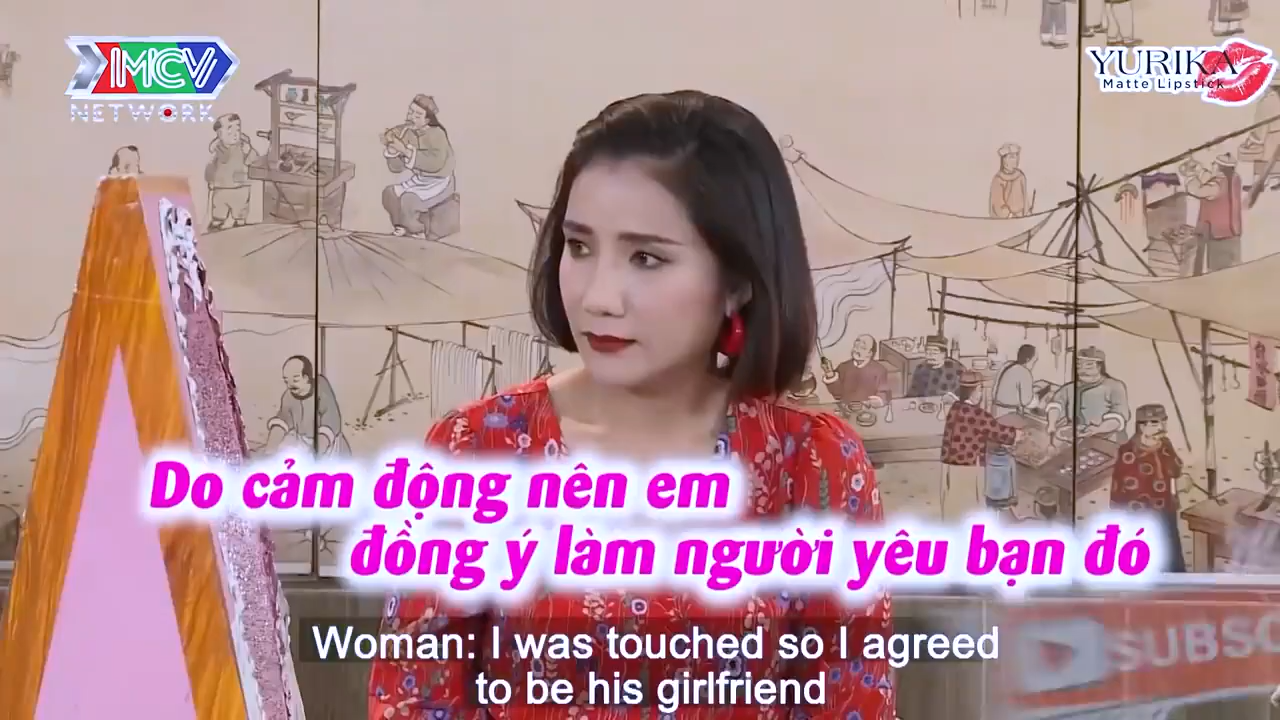 MCV
NETWORK
YURIKA
Matte Lipstick
Do cảm động nên em
đồng ý làm người yêu bạn đó
Woman: I was touched so I agreed
to be his girlfriend
SUBSC